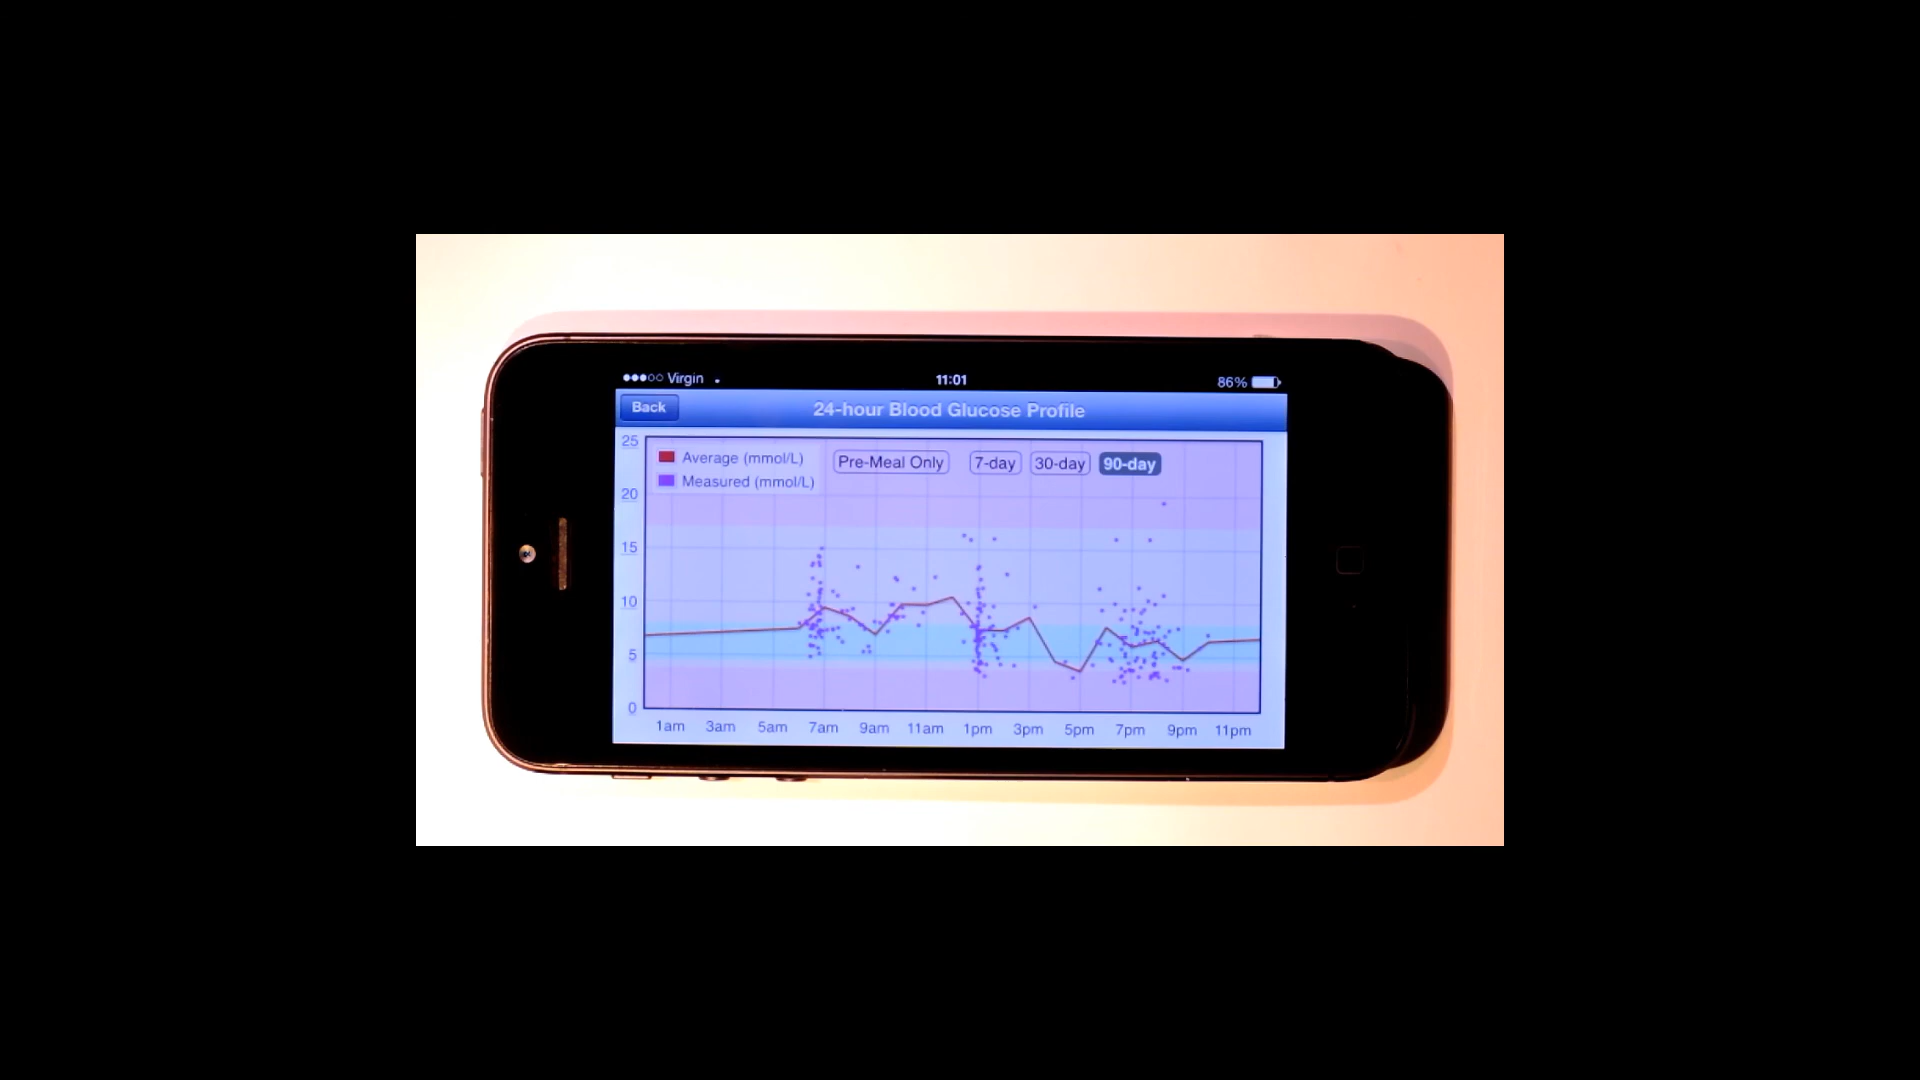 ●●●○○ Virgin 11:01 86%
Back 24-hour Blood Glucose Profile
25
Average (mmol/L) Pre-Meal Only 7-day 30-day 90-day
Measured (mmol/L)
20
15
10
5
0
1am 3am 5am 7am 9am 11am 1pm 3pm 5pm 7pm 9pm 11pm